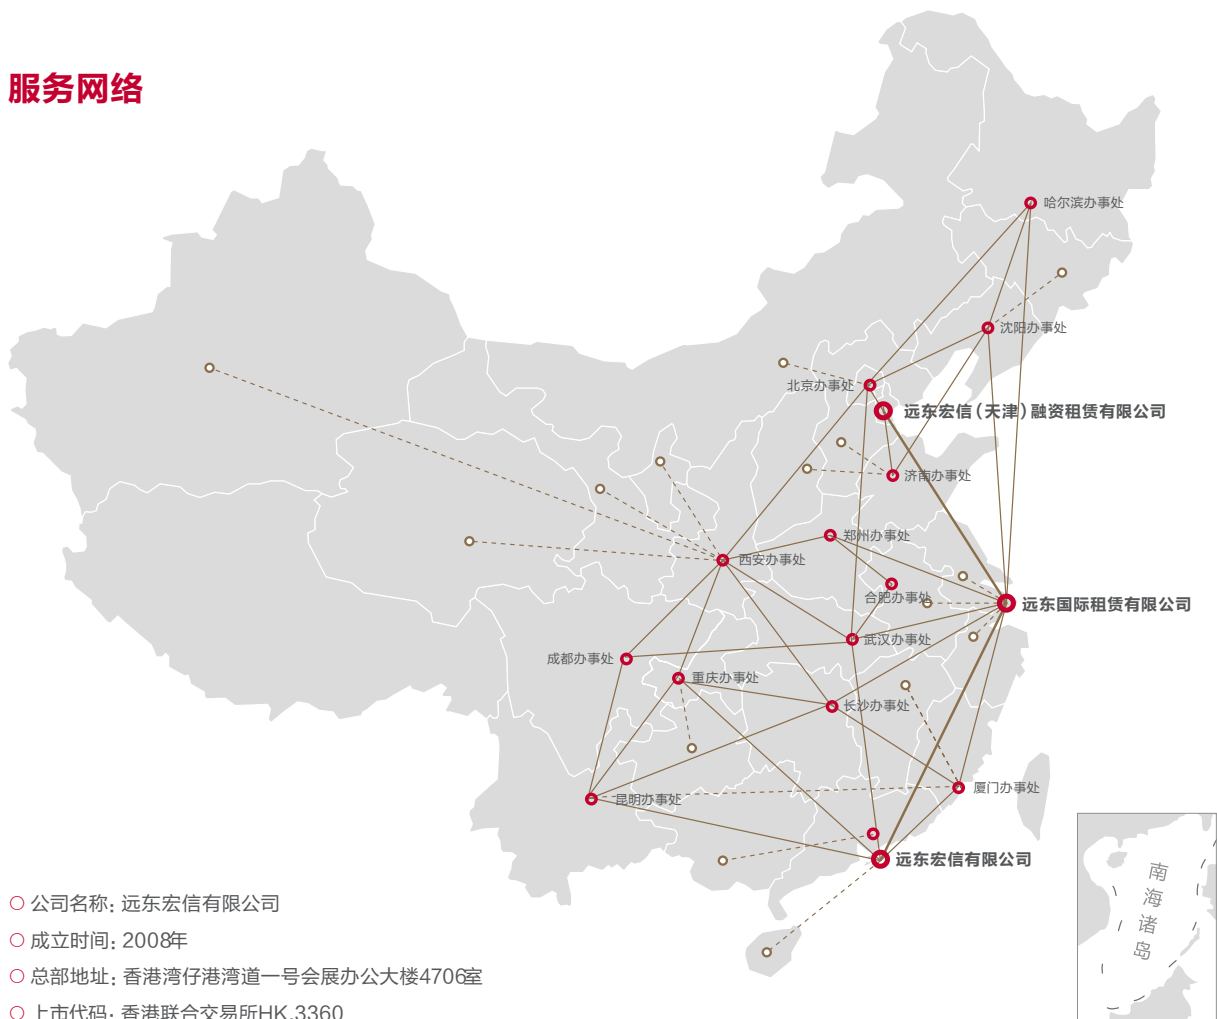 服务网络
哈尔滨办事处
沈阳办事处
北京办事处
远东宏信(天津)融资租赁有限公司
济南办事处
郑州办事处
西安办事处
合肥办事处
远东国际租赁有限公司
武汉办事处
成都办事处
重庆办事处
长沙办事处
厦门办事处
昆明办事处
远东宏信有限公司
南海诸岛
公司名称: 远东宏信有限公司
成立时间: 2008年
总部地址: 香港湾仔港湾道一号会展办公大楼4706室
上市代码: 香港联合交易所HK.3360